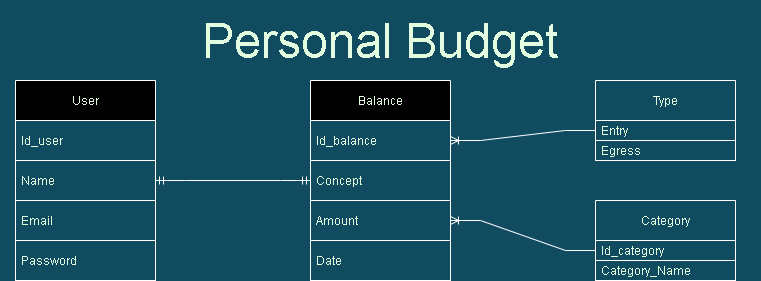 Personal Budget
User
Id_user
Name
Email
Password
Balance
Id_balance
Concept
Amount
Date
Type
Entry
Egress
Category
Id_category
Category_Name